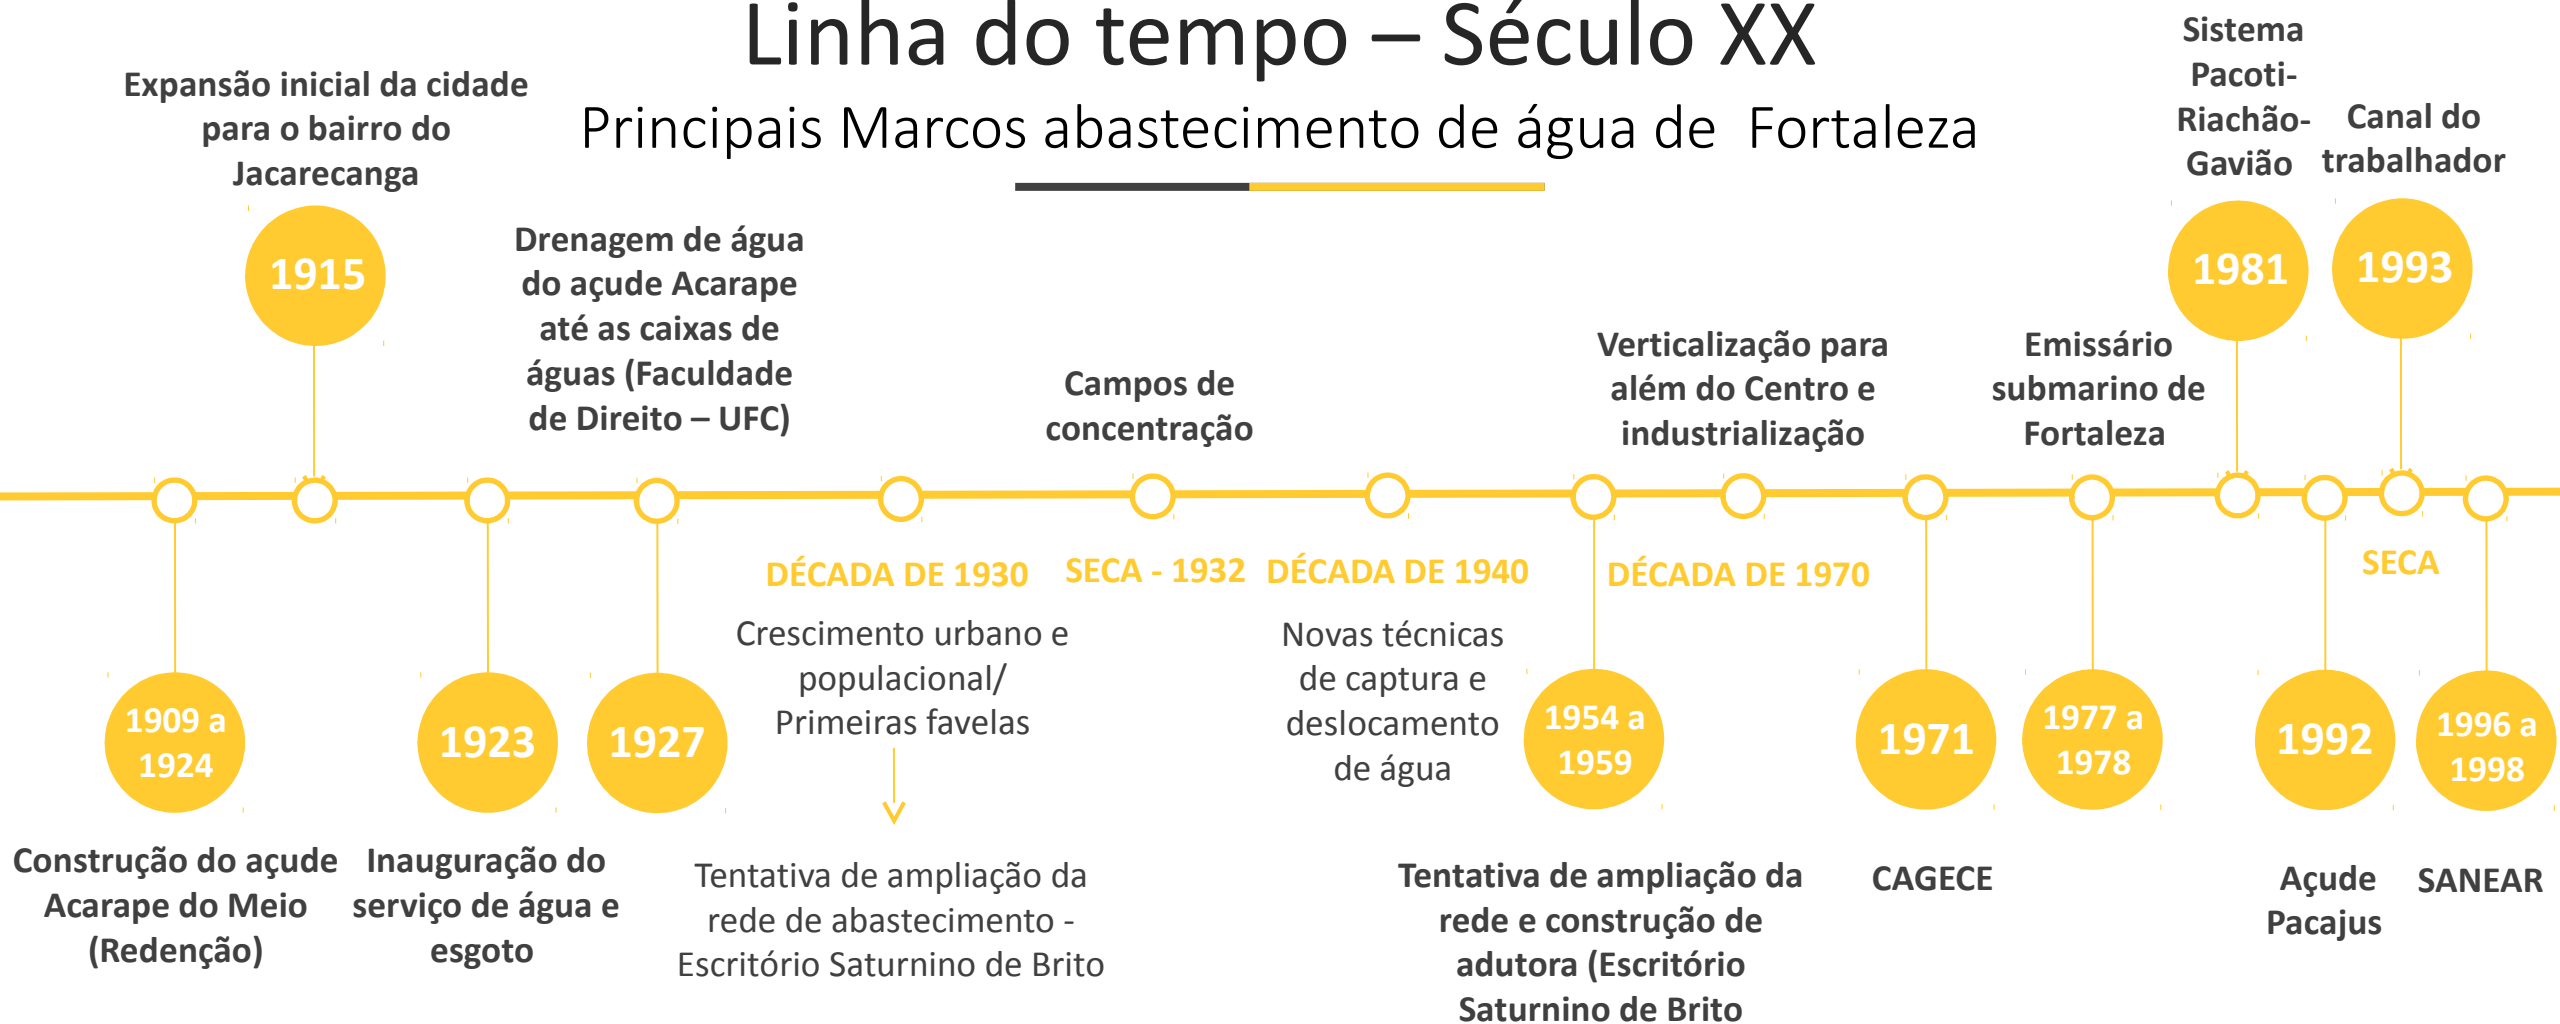 Linha do tempo – Século XX
Principais Marcos abastecimento de água de Fortaleza
Expansão inicial da cidade
para o bairro do
Jacarecanga
1915
Drenagem de água
do açude Acarape
até as caixas de
águas (Faculdade
de Direito – UFC)
Campos de
concentração
Verticalização para
além do Centro e
industrialização
Emissário
submarino de
Fortaleza
Sistema
Pacoti-
Riachão-
Gavião
1981
Canal do
trabalhador
1993
1909 a
1924
Construção do açude
Acarape do Meio
(Redenção)
1923
Inauguração do
serviço de água e
esgoto
1927
DÉCADA DE 1930
Crescimento urbano e
populacional/
Primeiras favelas
Tentativa de ampliação da
rede de abastecimento -
Escritório Saturnino de Brito
SECA - 1932
DÉCADA DE 1940
Novas técnicas
de captura e
deslocamento
de água
1954 a
1959
Tentativa de ampliação da
rede e construção de
adutora (Escritório
Saturnino de Brito
DÉCADA DE 1970
1971
CAGECE
1977 a
1978
1992
Açude
Pacajus
SECA
1996 a
1998
SANEAR